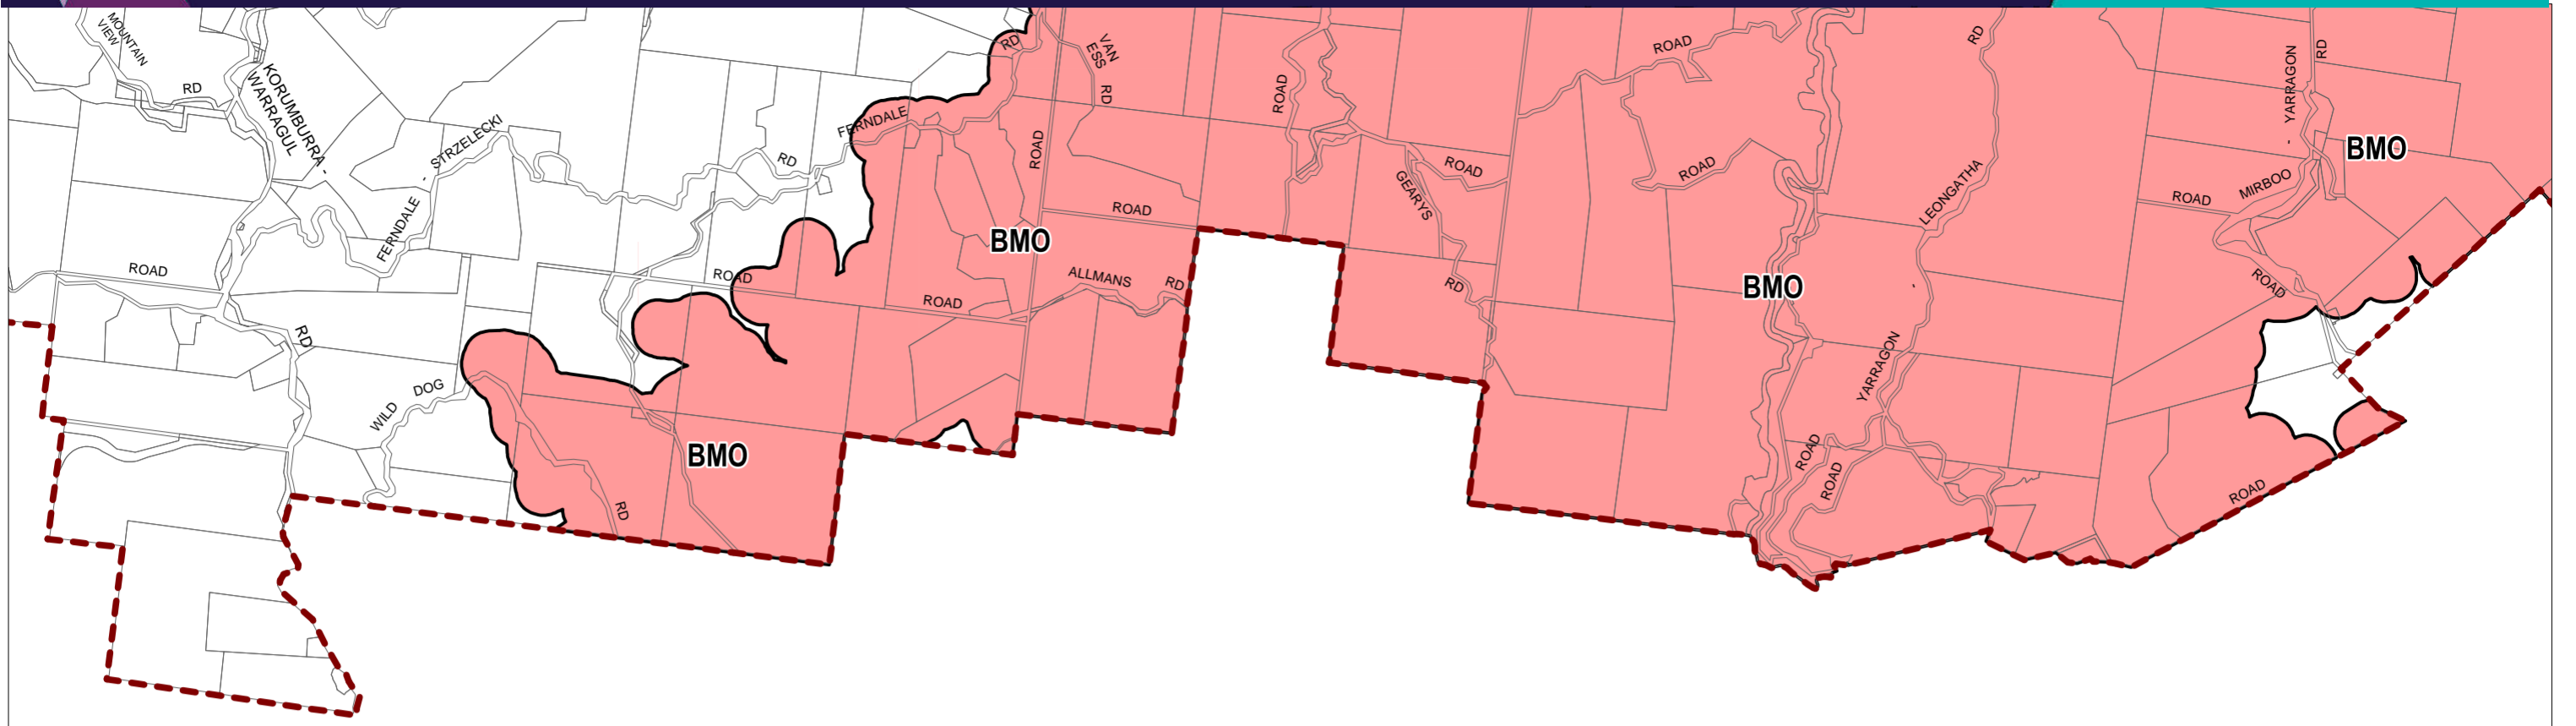 MOUNTAIN
VIEW
RD
KORUMBURRA -
WARRAGUL
RD
FERNDALE
- STRZELECKI
RD
ROAD
WILD
DOG
RD
FERNDALE
RD
VAN
ESS
RD
ROAD
ROAD
ROAD
ROAD
ALLMANS
RD
BMO
BMO
ROAD
ROAD
GEARYS
RD
ROAD
ROAD
BMO
RD
LEONGATHA
-
YARRAGON
ROAD
ROAD
YARRAGON
-
MIRBOO
RD
BMO
ROAD
ROAD
ROAD